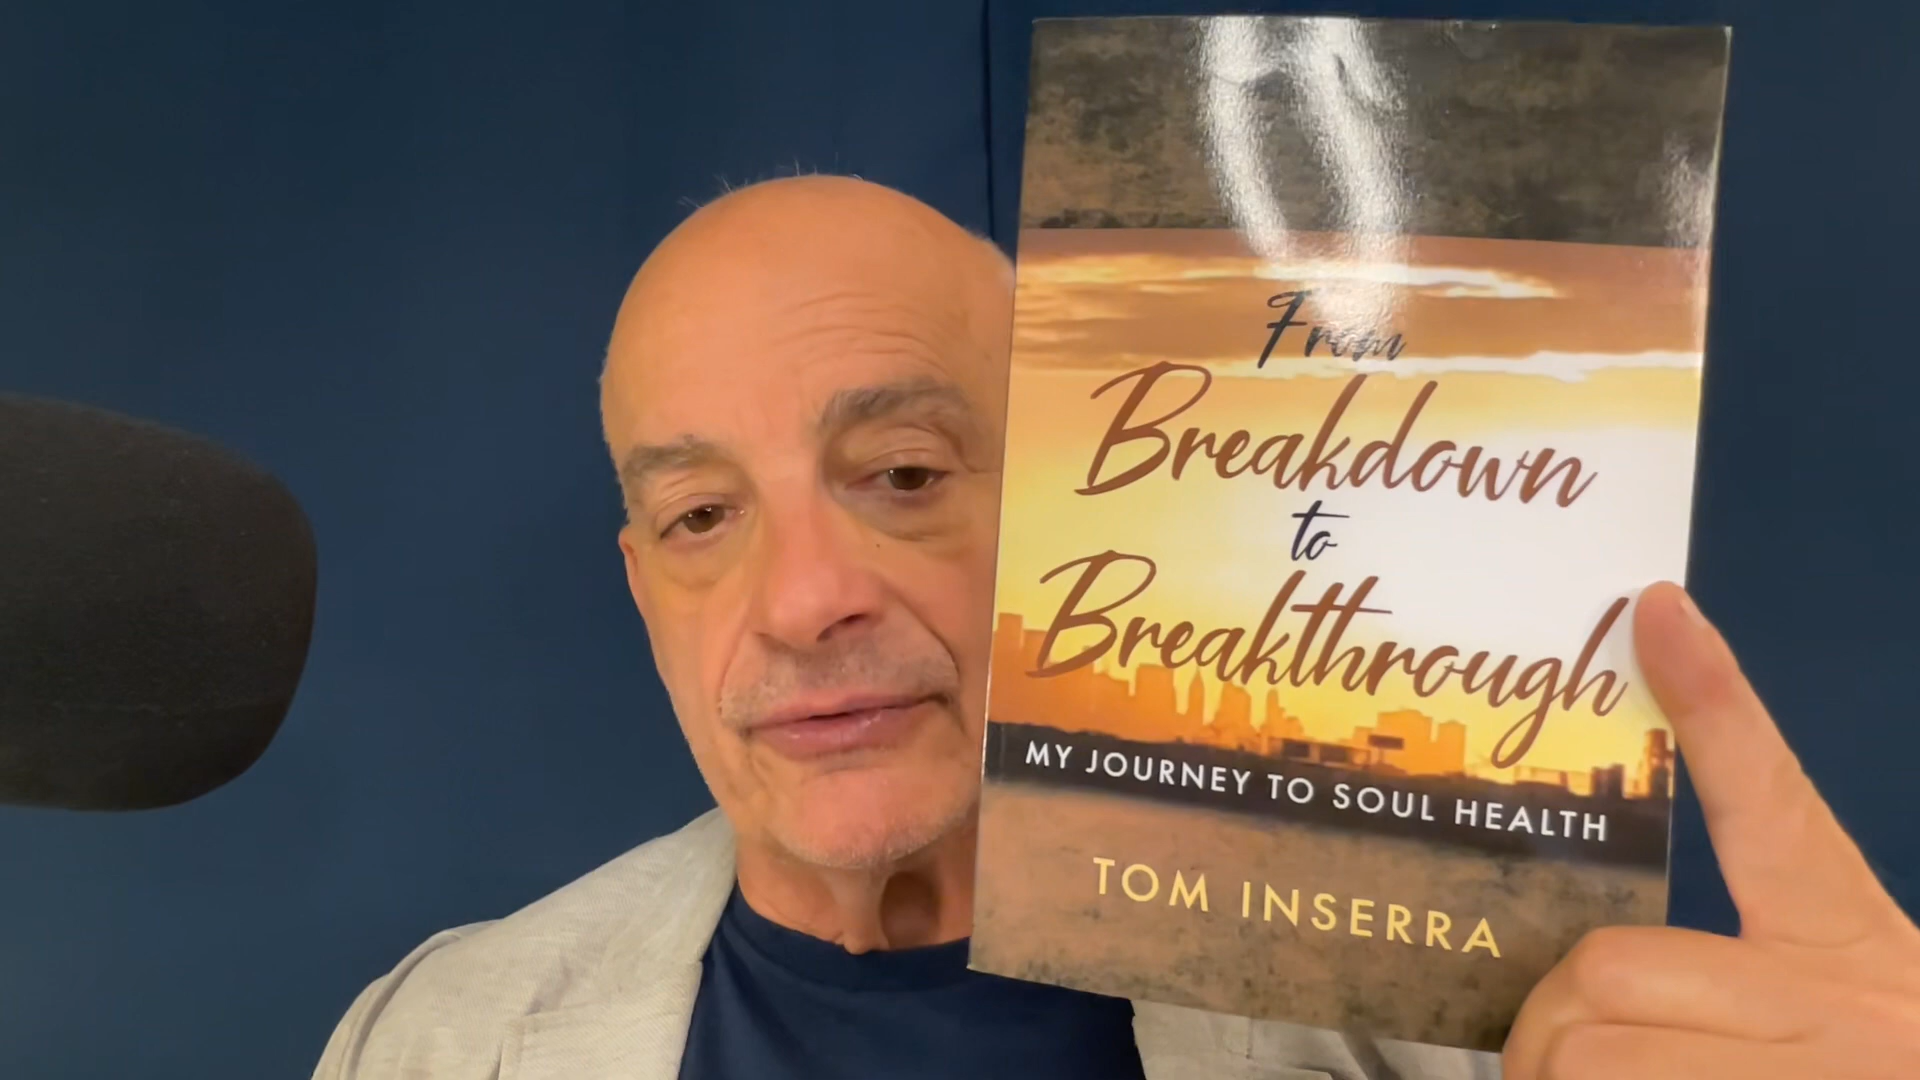 From
Breakdown
to
Breakthrough
MY JOURNEY TO SOUL HEALTH
TOM INSERRA